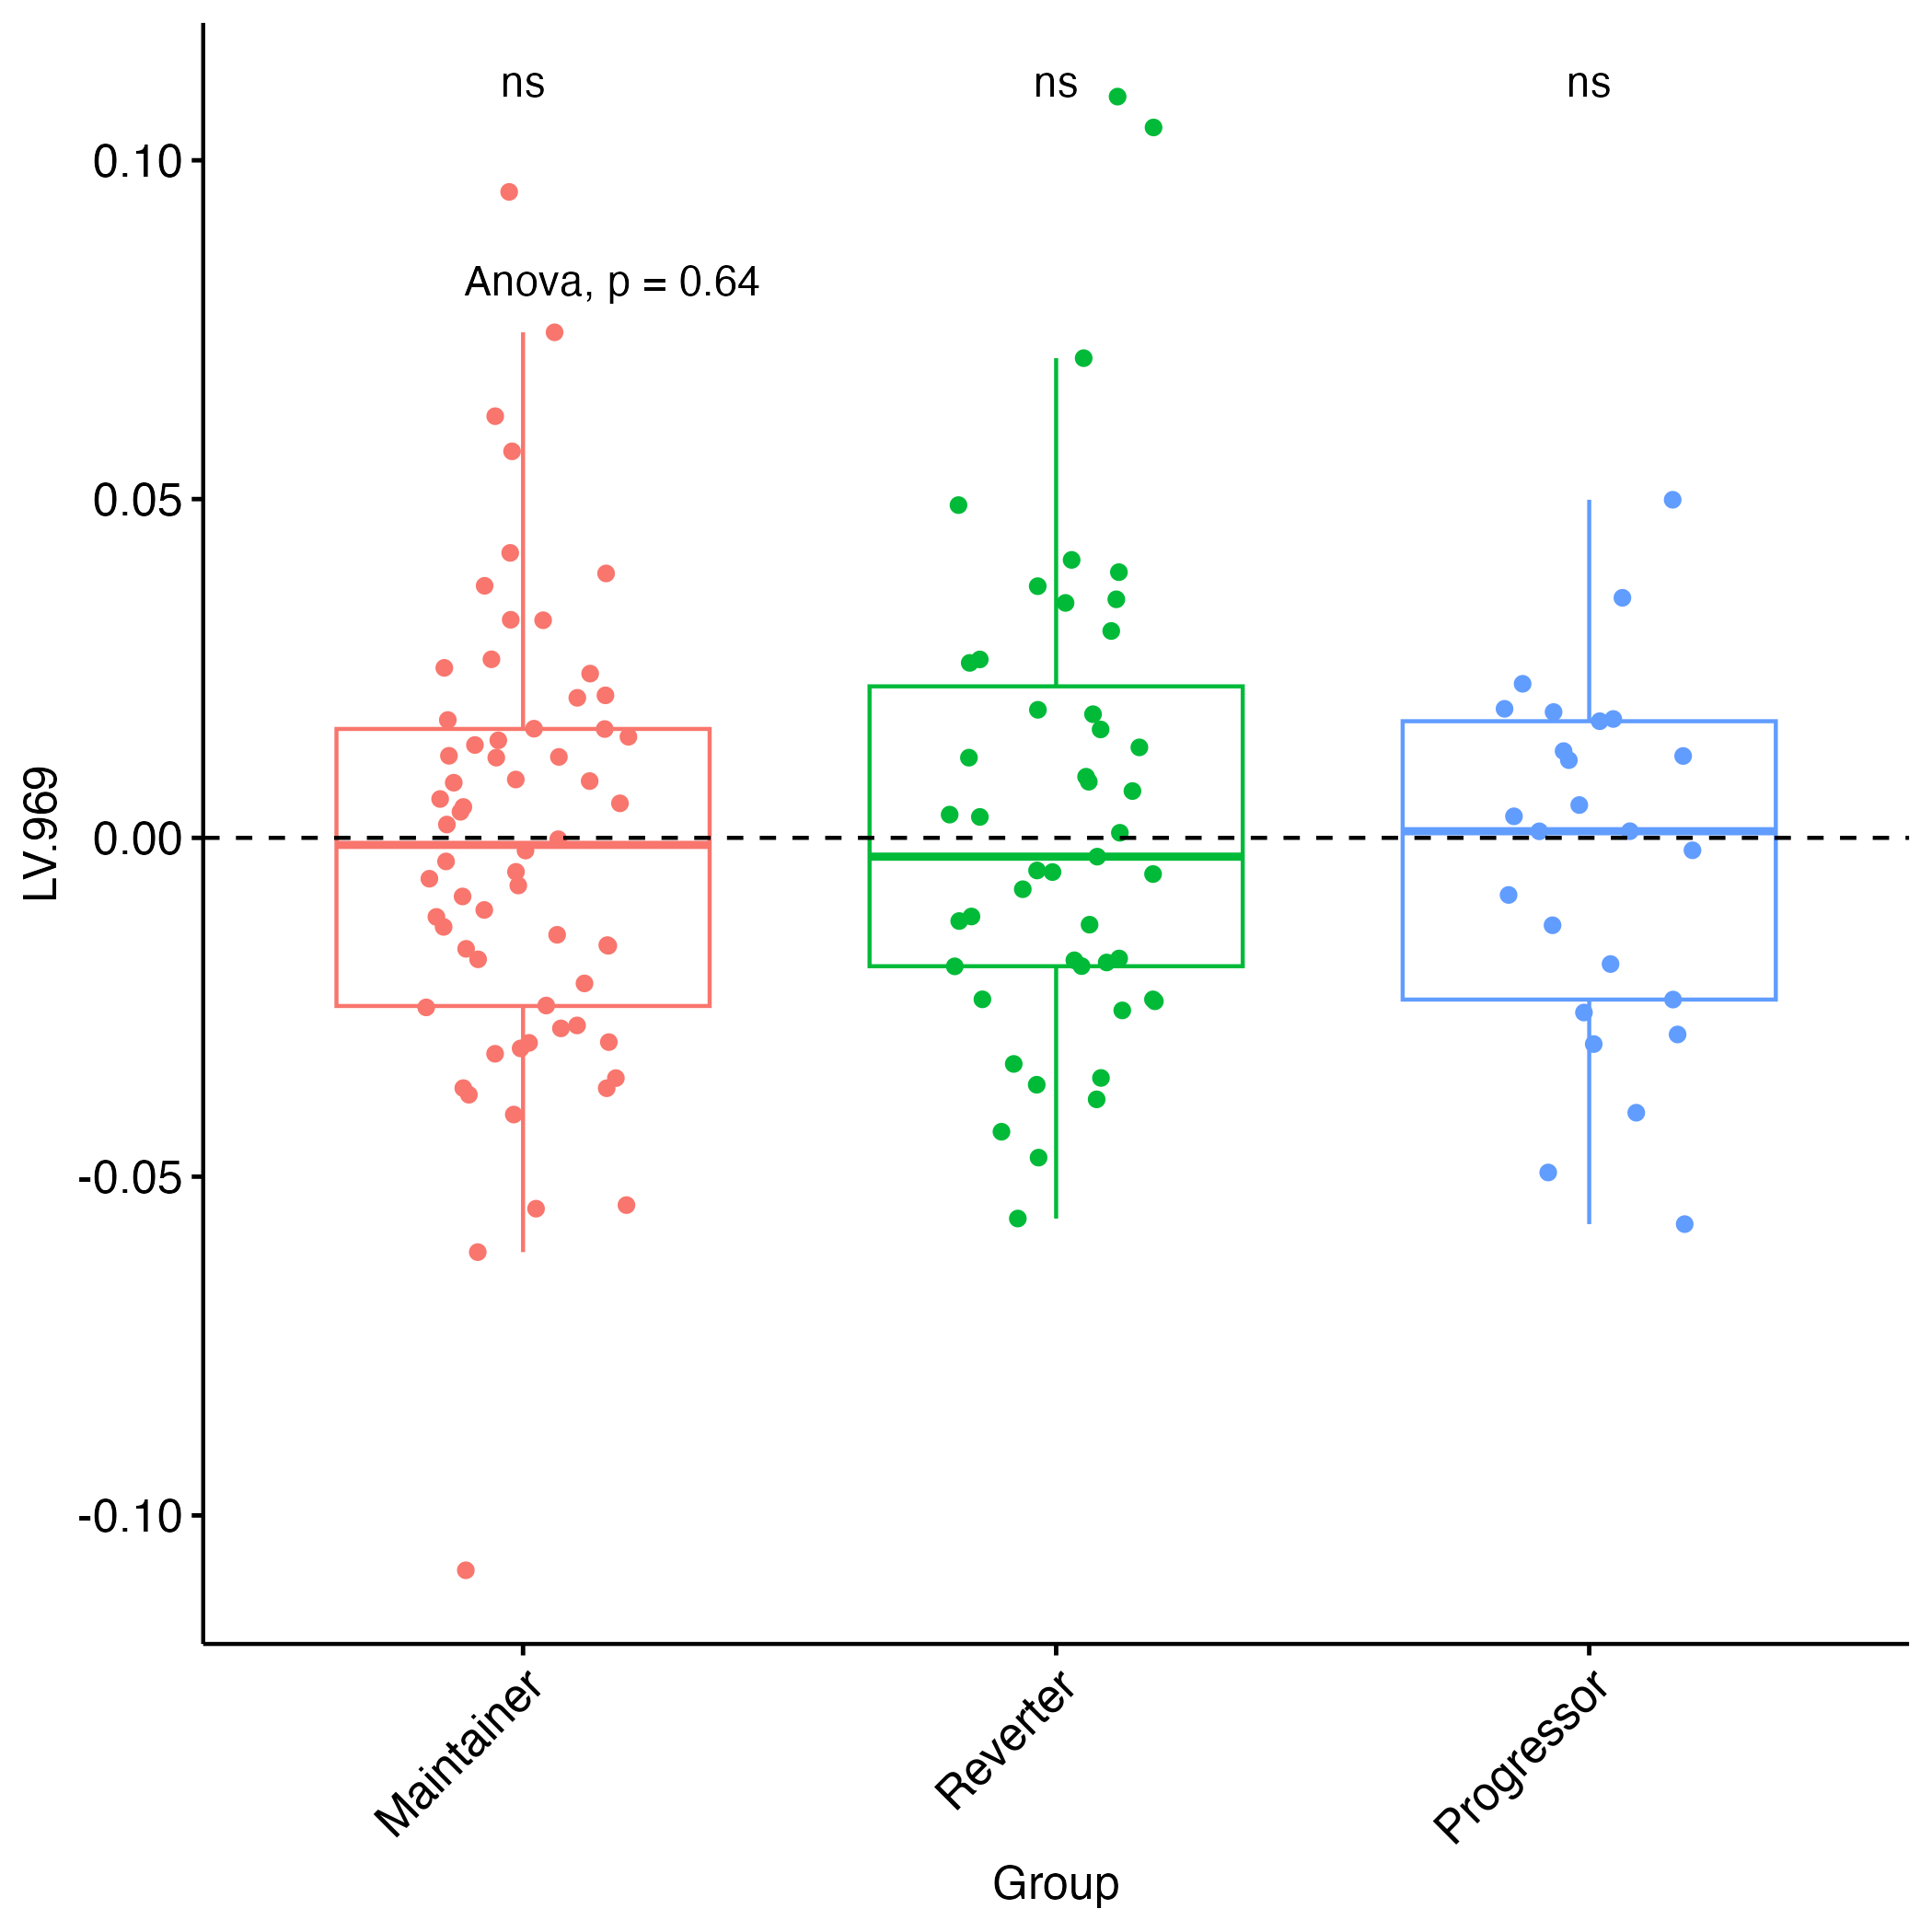 ns ns ns
Anova, p = 0.64
0.10
0.05
0.00
-0.05
-0.10
LV.969
Maintainer Reverter Progressor
Group